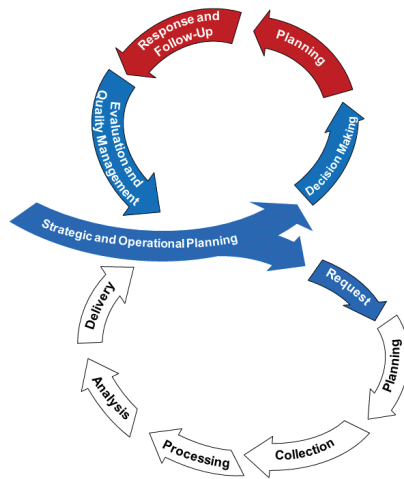 Response and
Follow-Up
Planning
Evaluation and
Quality Management
Decision Making
Strategic and Operational Planning
Request
Delivery
Planning
Analysis
Processing
Collection